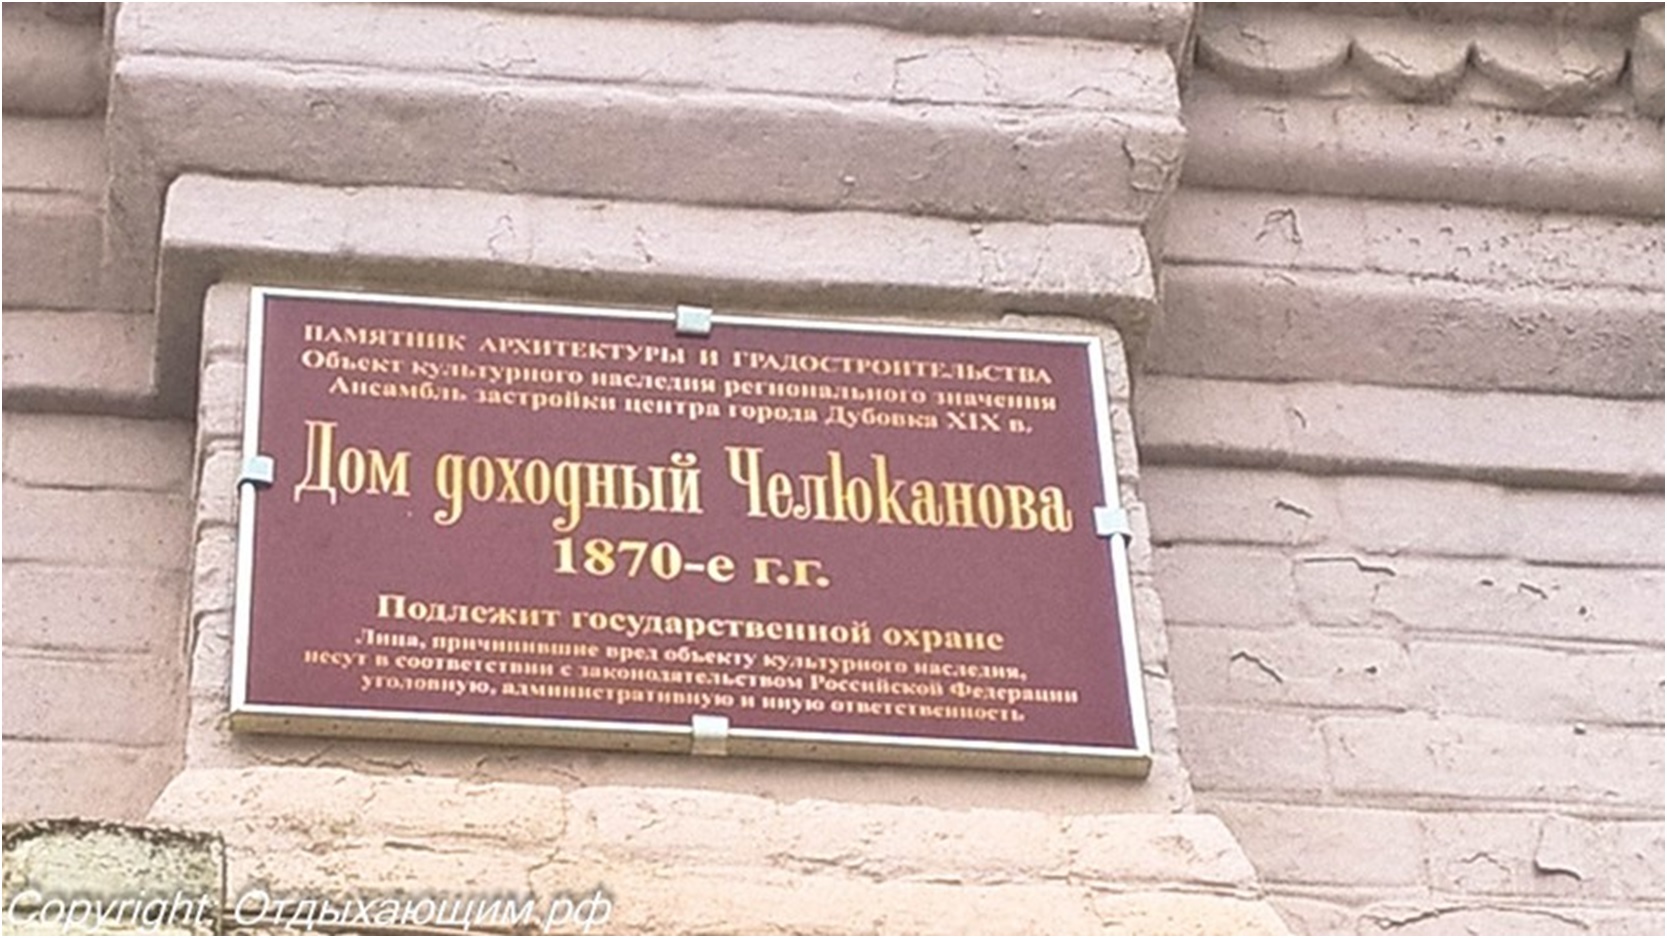 ПАМЯТНИК АРХИТЕКТУРЫ И ГРАДОСТРОИТЕЛЬСТВА
Объект культурного наследия регионального значения
Ансамбль застройки центра города Дубовка XIX в.
Дом доходный Челюканова
1870-е г.г.
Подлежит государственной охране
Лица, причинившие вред объекту культурного наследия,
несут в соответствии с законодательством Российской Федерации
уголовную, административную и иную ответственность
Copyright: Отдыхающим.рф